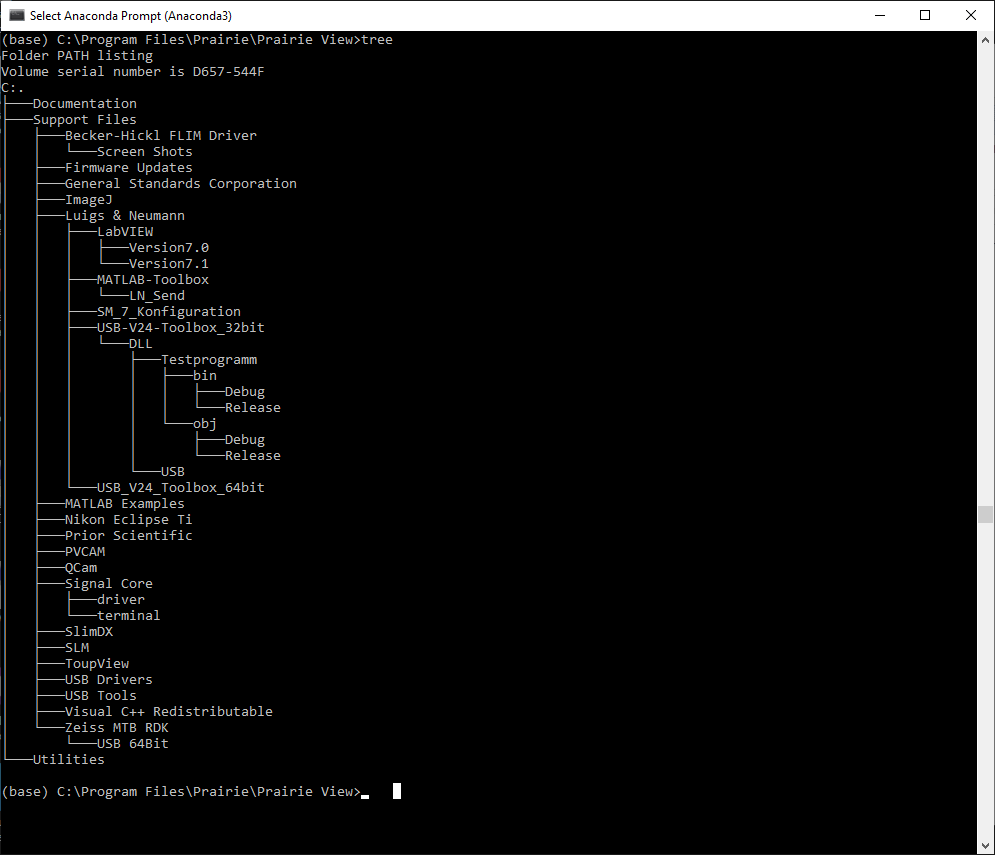 Select Anaconda Prompt (Anaconda3)
(base) C:\Program Files\Prairie\Prairie View>tree
Folder PATH listing
Volume serial number is D657-544F
C:.
├───Documentation
├───Support Files
│   ├───Becker-Hickl FLIM Driver
│   │   └───Screen Shots
│   ├───Firmware Updates
│   ├───General Standards Corporation
│   ├───ImageJ
│   ├───Luigs & Neumann
│   │   ├───LabVIEW
│   │   │   ├───Version7.0
│   │   │   └───Version7.1
│   │   ├───MATLAB-Toolbox
│   │   │   └───LN_Send
│   │   ├───SM_7_Konfiguration
│   │   ├───USB-V24-Toolbox_32bit
│   │   │   └───DLL
│   │   │       ├───Testprogramm
│   │   │       │   ├───bin
│   │   │       │   │   ├───Debug
│   │   │       │   │   └───Release
│   │   │       │   └───obj
│   │   │       │       ├───Debug
│   │   │       │       └───Release
│   │   │       └───USB
│   │   └───USB_V24_Toolbox_64bit
│   ├───MATLAB Examples
│   ├───Nikon Eclipse Ti
│   ├───Prior Scientific
│   ├───PVCAM
│   ├───QCam
│   ├───Signal Core
│   │   ├───driver
│   │   └───terminal
│   ├───SlimDX
│   ├───SLM
│   ├───ToupView
│   ├───USB Drivers
│   ├───USB Tools
│   ├───Visual C++ Redistributable
│   └───Zeiss MTB RDK
│       └───USB 64Bit
└───Utilities
(base) C:\Program Files\Prairie\Prairie View>